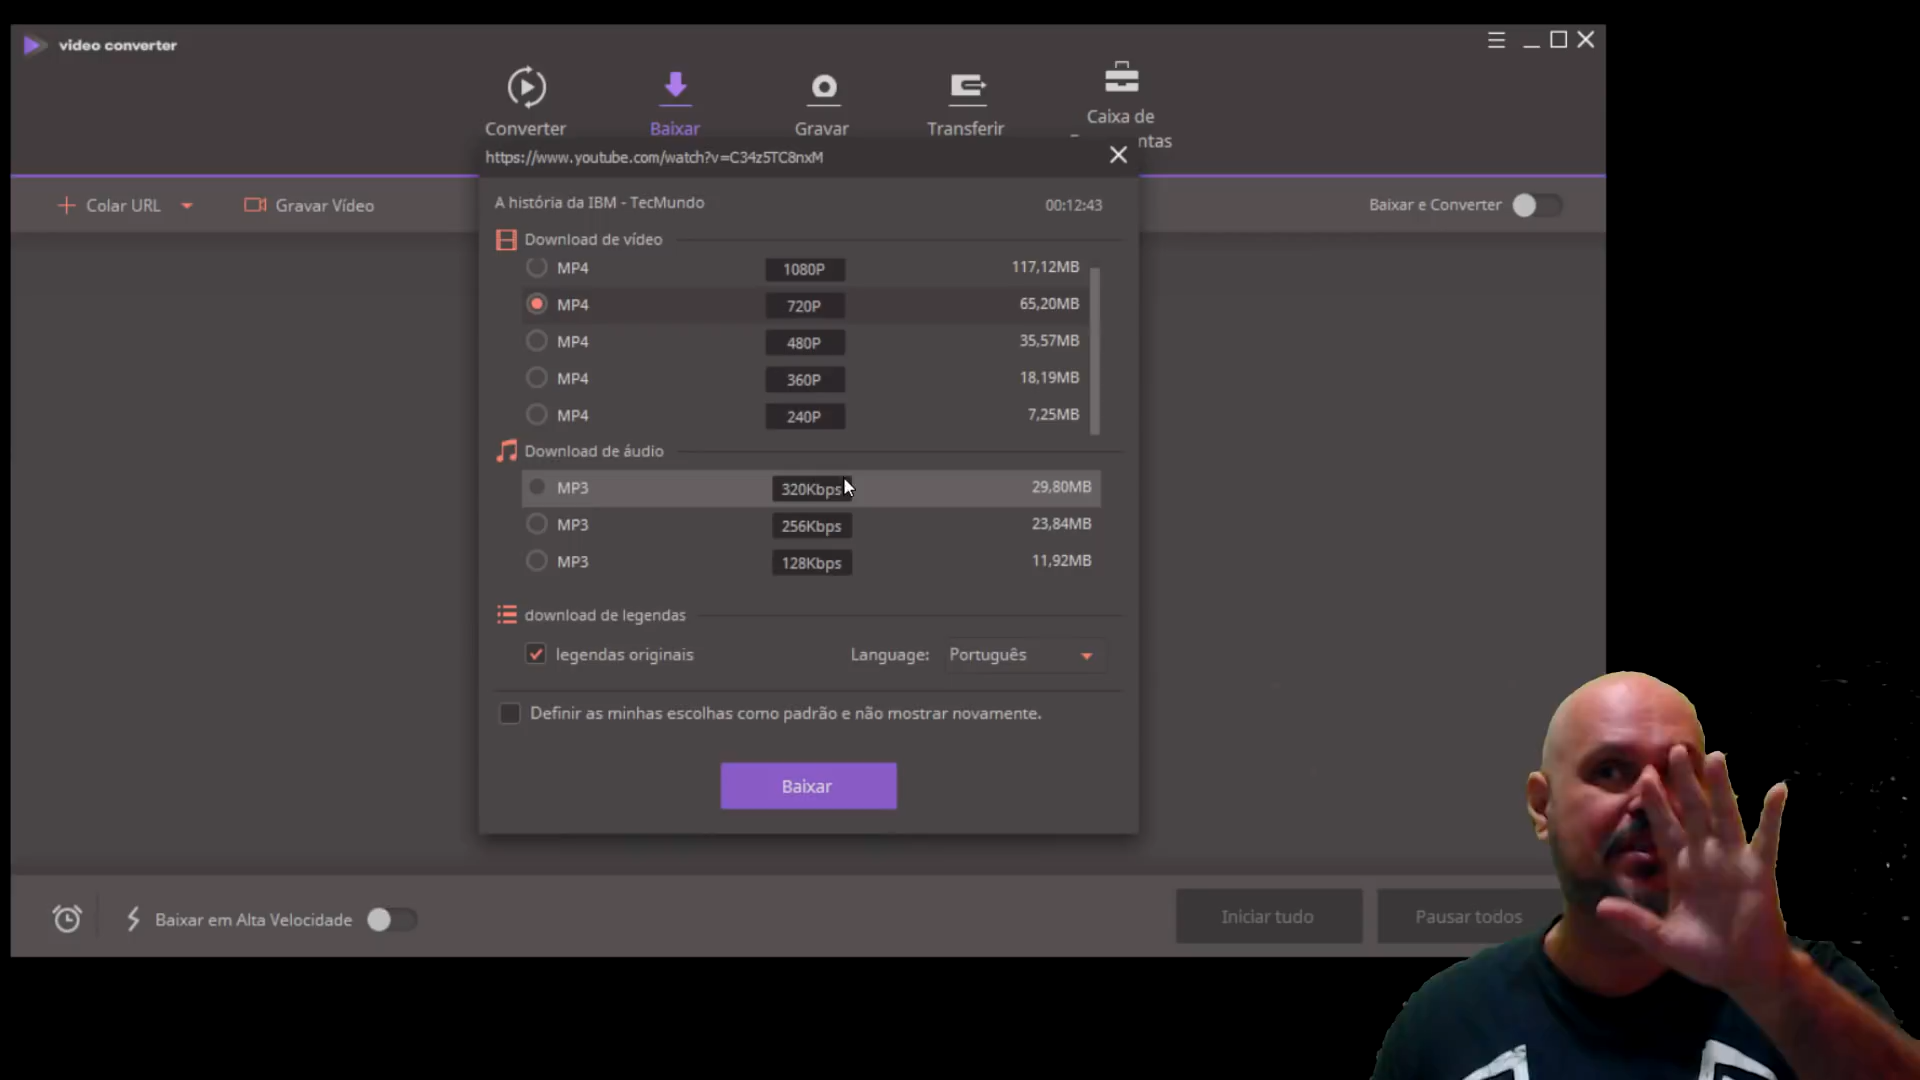 video converter
Converter
Baixar
Gravar
Transferir
Caixa de
ntas
https://www.youtube.com/watch?v=C34z5TC8nxM
Colar URL
Gravar Vídeo
Baixar e Converter
A história da IBM - TecMundo
00:12:43
Download de vídeo
MP4 1080P 117,12MB
MP4 720P 65,20MB
MP4 480P 35,57MB
MP4 360P 18,19MB
MP4 240P 7,25MB
Download de áudio
MP3 320Kbps 29,80MB
MP3 256Kbps 23,84MB
MP3 128Kbps 11,92MB
download de legendas
legendas originais
Language: Português
Definir as minhas escolhas como padrão e não mostrar novamente.
Baixar
Baixar em Alta Velocidade
Iniciar tudo
Pausar todos